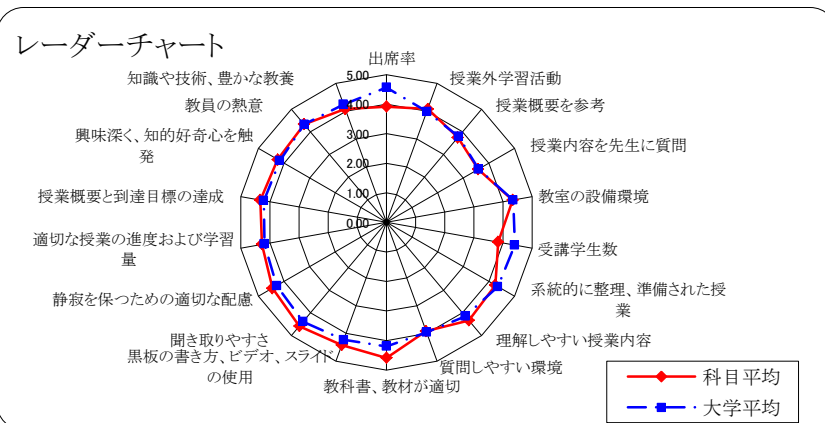 レーダーチャート
出席率
授業外学習活動
授業概要を参考
授業内容を先生に質問
教室の設備環境
受講学生数
系統的に整理、準備された授
業
理解しやすい授業内容
質問しやすい環境
教科書、教材が適切
黒板の書き方、ビデオ、スライド
の使用
聞き取りやすさ
静寂を保つための適切な配慮
適切な授業の進度および学習
量
授業概要と到達目標の達成
興味深く、知的好奇心を触
発
教員の熱意
知識や技術、豊かな教養
5.00
4.00
3.00
2.00
1.00
0.00
科目平均
大学平均